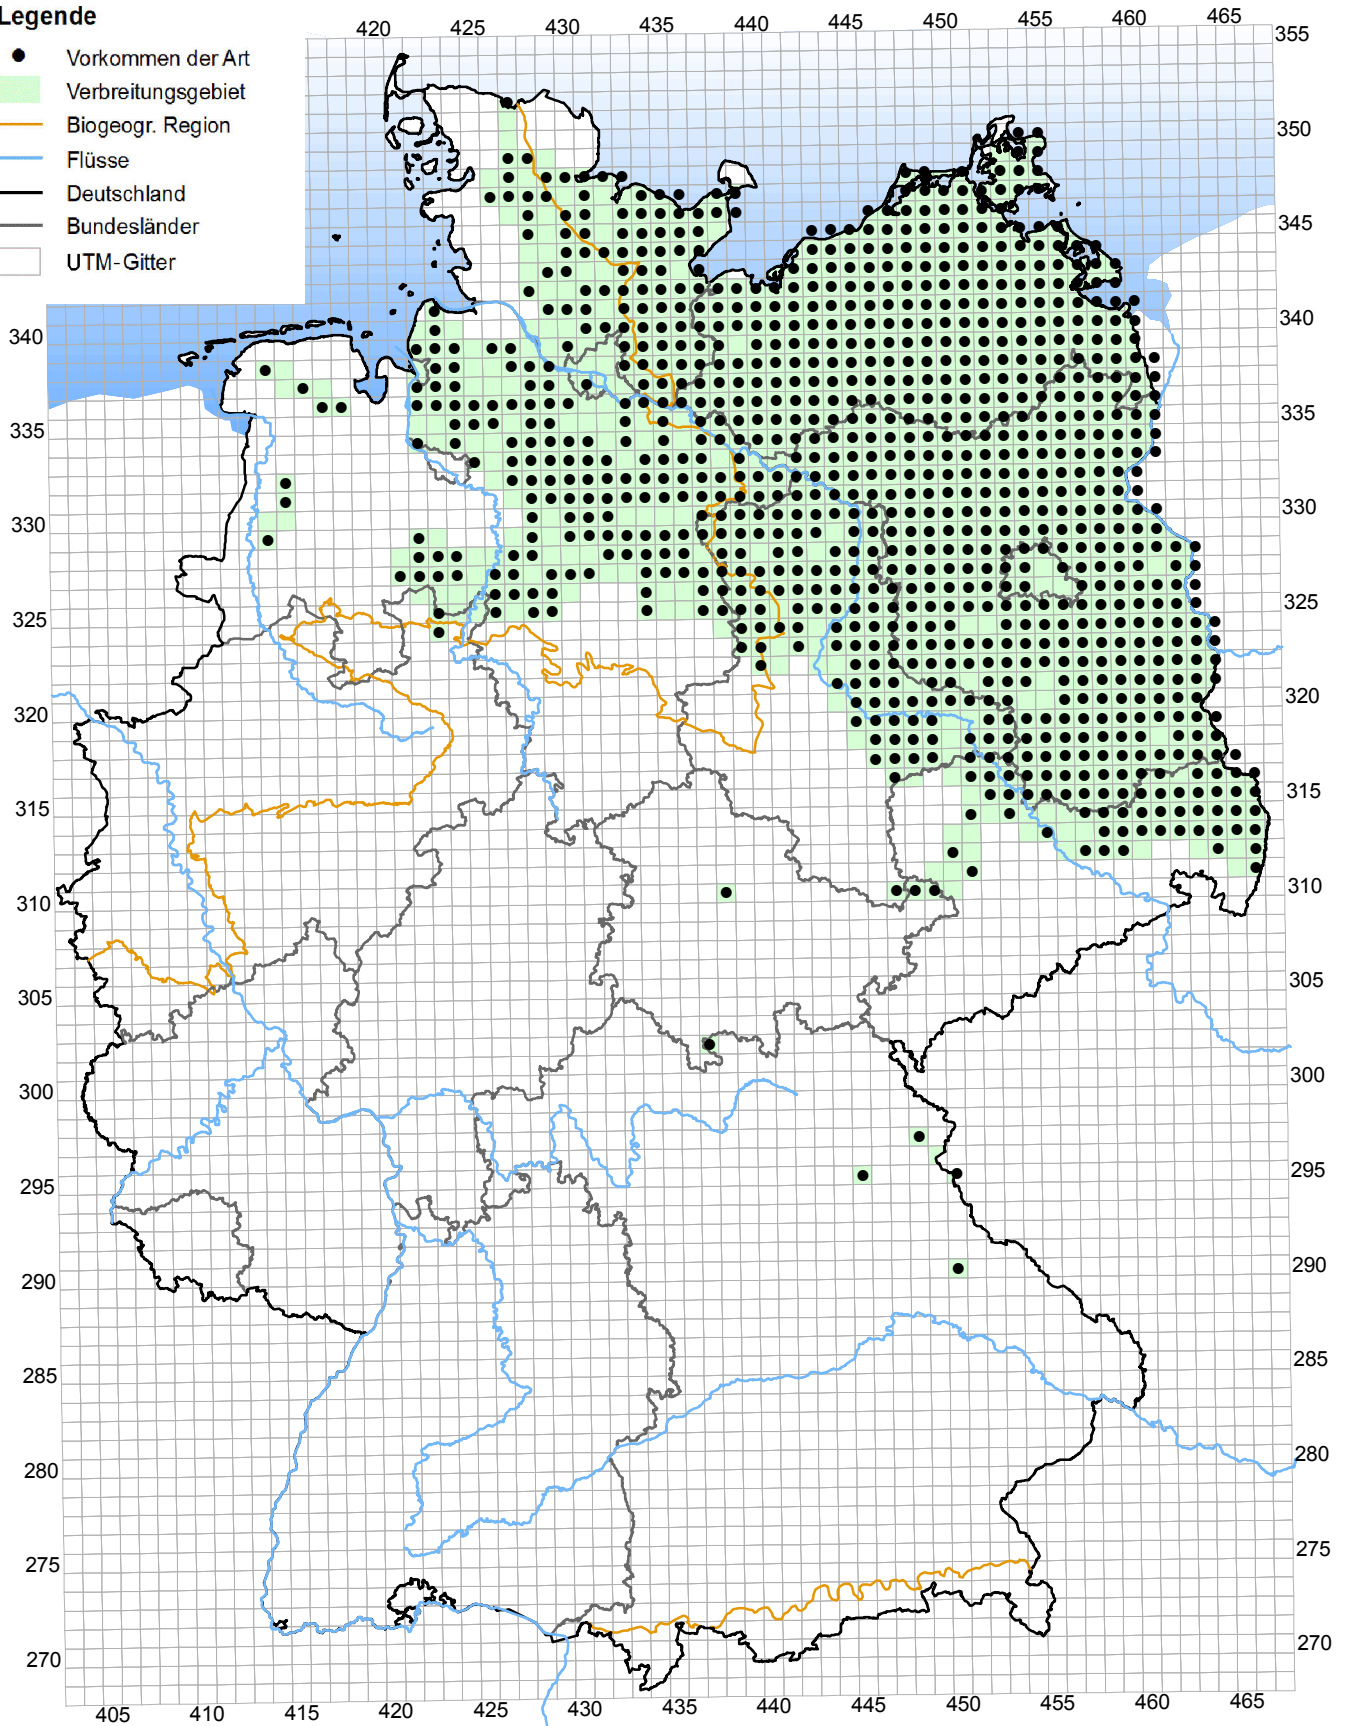 Legende
Vorkommen der Art
Verbreitungsgebiet
Biogeogr. Region
Flüsse
Deutschland
Bundesländer
UTM-Gitter
420 425 430 435 440 445 450 455 460 465
355
350
345
340 340
335 335
330 330
325 325
320 320
315 315
310 310
305 305
300 300
295 295
290 290
285 285
280 280
275 275
270 270
405 410 415 420 425 430 435 440 445 450 455 460 465